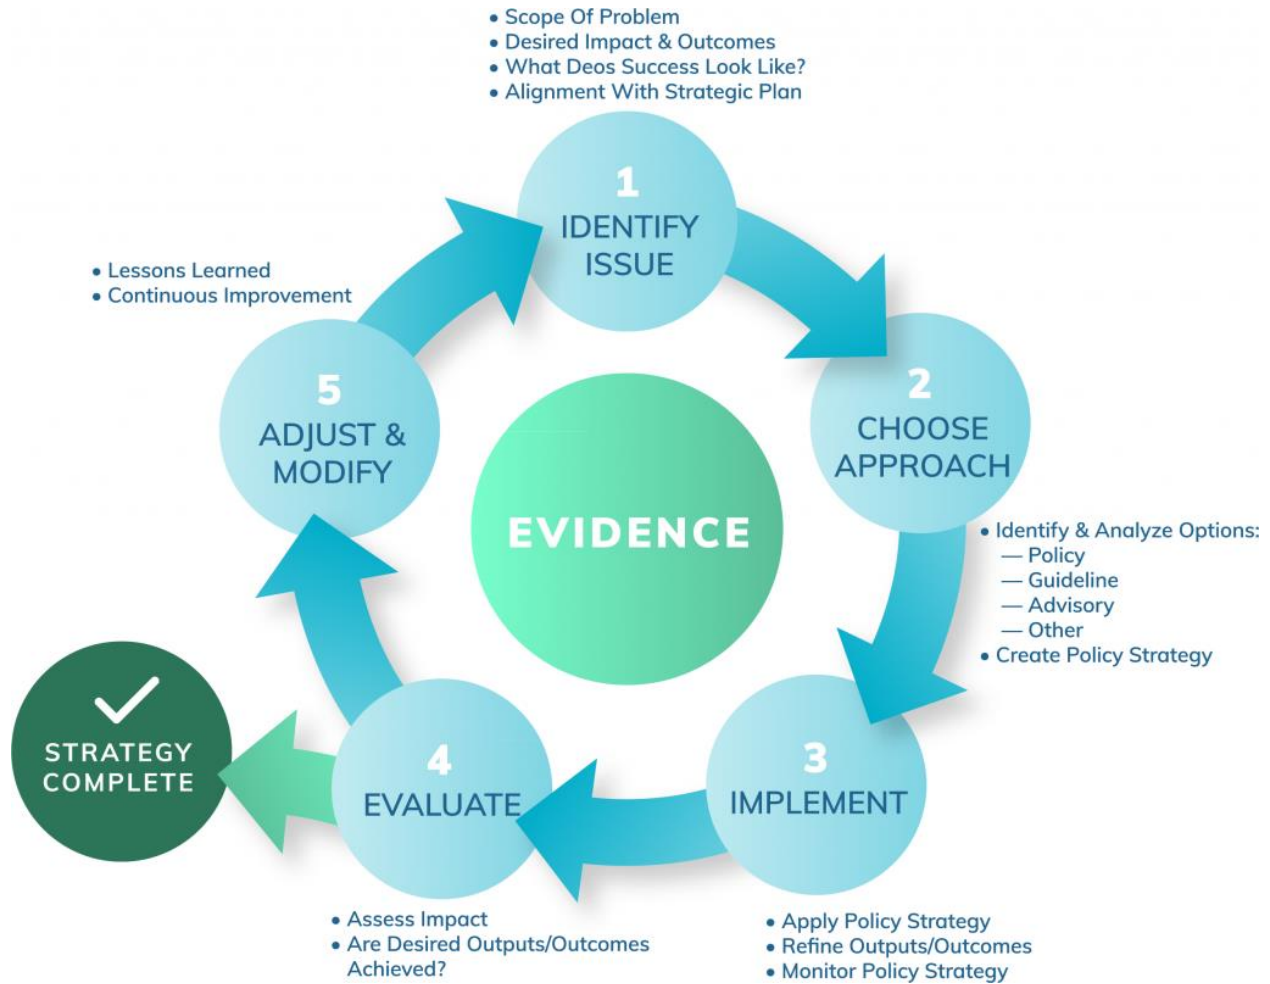 • Scope Of Problem
• Desired Impact & Outcomes
• What Deos Success Look Like?
• Alignment With Strategic Plan
1
IDENTIFY
ISSUE
2
CHOOSE
APPROACH
• Identify & Analyze Options:
— Policy
— Guideline
— Advisory
— Other
• Create Policy Strategy
3
IMPLEMENT
• Apply Policy Strategy
• Refine Outputs/Outcomes
• Monitor Policy Strategy
4
EVALUATE
• Assess Impact
• Are Desired Outputs/Outcomes
Achieved?
STRATEGY
COMPLETE
5
ADJUST &
MODIFY
• Lessons Learned
• Continuous Improvement
EVIDENCE